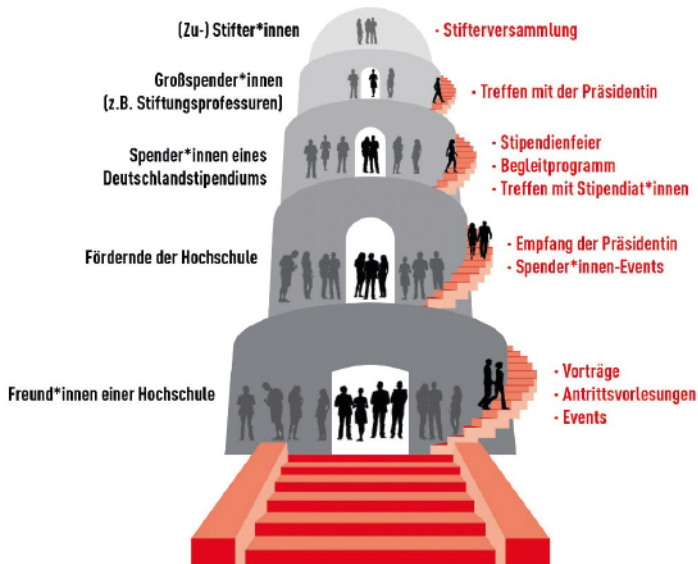 (Zu-) Stifter*innen
· Stifterversammlung
Großspender*innen
(z.B. Stiftungsprofessuren)
· Treffen mit der Präsidentin
Spender*innen eines
Deutschlandstipendiums
· Stipendienfeier
· Begleitprogramm
· Treffen mit Stipendiat*innen
Fördernde der Hochschule
· Empfang der Präsidentin
· Spender*innen-Events
Freund*innen einer Hochschule
· Vorträge
· Antrittsvorlesungen
· Events